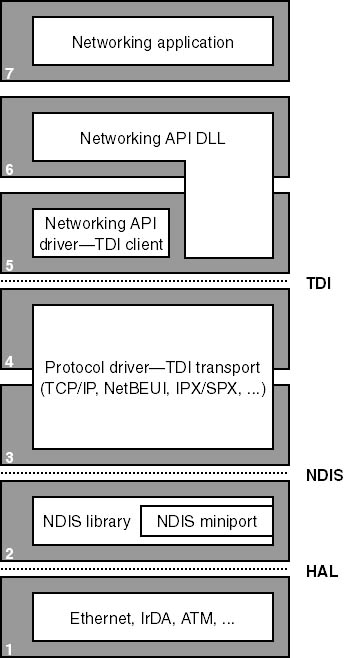 Networking application
7
Networking API DLL
6
Networking API
driver—TDI client
5
TDI
4
Protocol driver—TDI transport
(TCP/IP, NetBEUI, IPX/SPX, ...)
3
NDIS
NDIS library
NDIS miniport
2
HAL
Ethernet, IrDA, ATM, ...
1